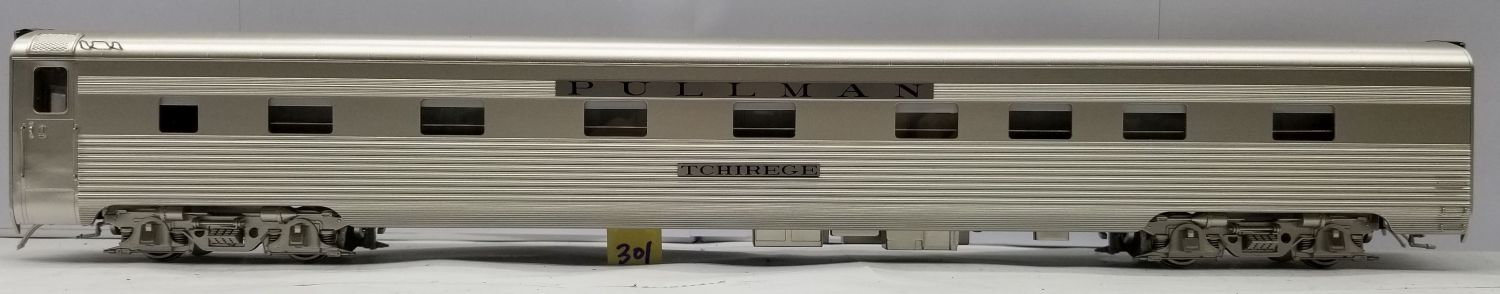 PULLMAN
TCHIREGE
301